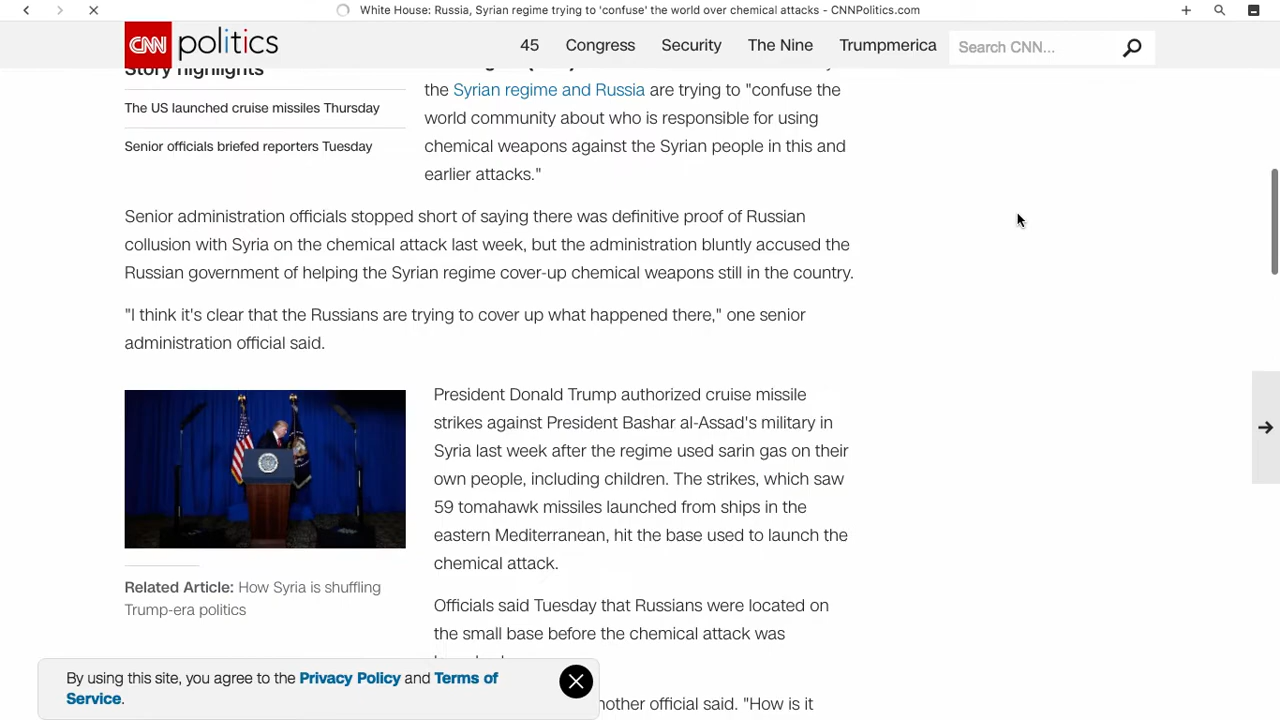 White House: Russia, Syrian regime trying to 'confuse' the world over chemical attacks - CNNPolitics.com
CNN politics
45 Congress Security The Nine Trumpmerica Search CNN...
Story highlights
The US launched cruise missiles Thursday
Senior officials briefed reporters Tuesday
the Syrian regime and Russia are trying to "confuse the
world community about who is responsible for using
chemical weapons against the Syrian people in this and
earlier attacks."
Senior administration officials stopped short of saying there was definitive proof of Russian
collusion with Syria on the chemical attack last week, but the administration bluntly accused the
Russian government of helping the Syrian regime cover-up chemical weapons still in the country.
"I think it's clear that the Russians are trying to cover up what happened there," one senior
administration official said.
President Donald Trump authorized cruise missile
strikes against President Bashar al-Assad's military in
Syria last week after the regime used sarin gas on their
own people, including children. The strikes, which saw
59 tomahawk missiles launched from ships in the
eastern Mediterranean, hit the base used to launch the
chemical attack.
Related Article: How Syria is shuffling
Trump-era politics
Officials said Tuesday that Russians were located on
the small base before the chemical attack was
official said. "How is it
By using this site, you agree to the Privacy Policy and Terms of
Service.